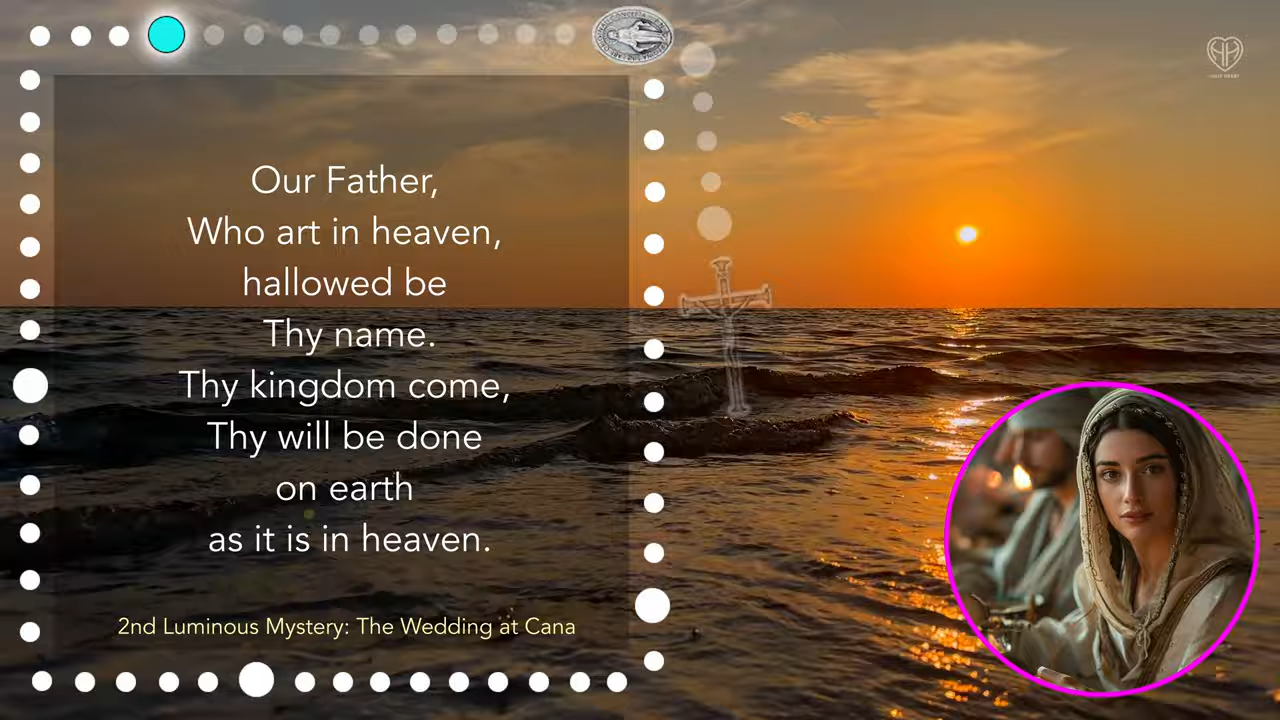 Our Father,
Who art in heaven,
hallowed be
Thy name.
Thy kingdom come,
Thy will be done
on earth
as it is in heaven.
2nd Luminous Mystery: The Wedding at Cana